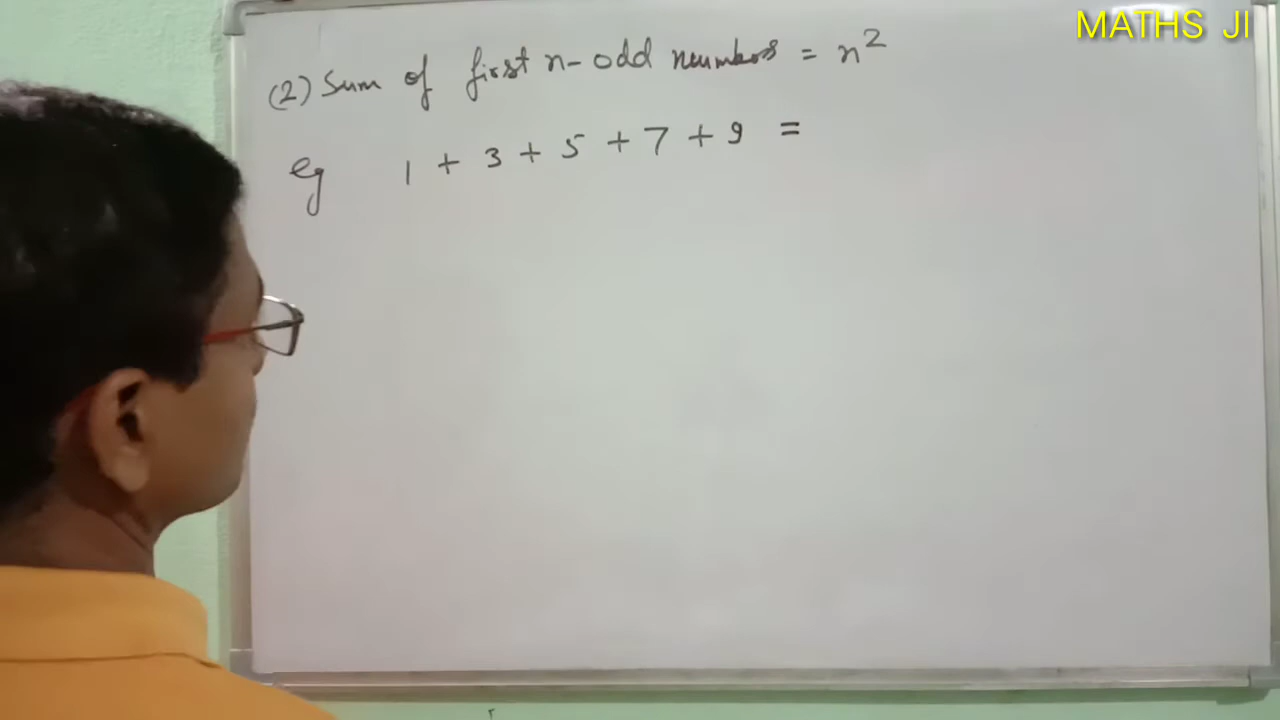 MATHS JI
(2) Sum of first n-odd numbers = n²
eg 1 + 3 + 5 + 7 + 9 =